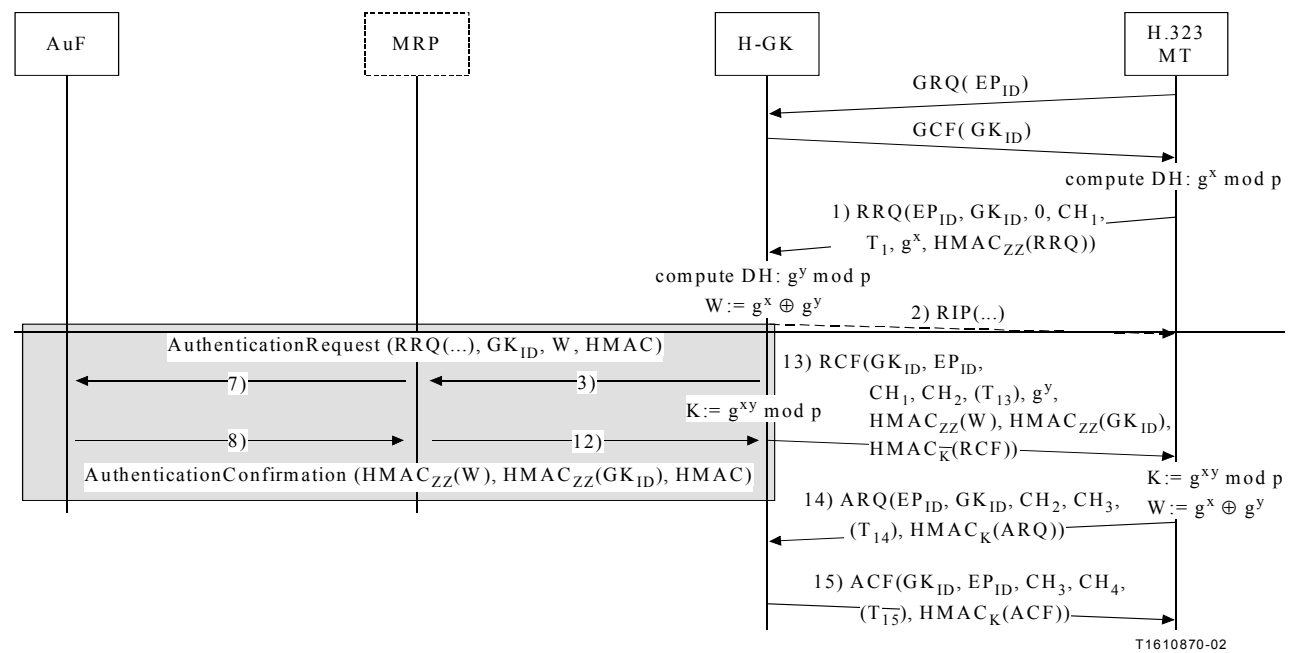 AuF
MRP
H-GK
H.323
MT
GRQ( EP_ID)
GCF( GK_ID)
compute DH: g^x mod p
1) RRQ(EP_ID, GK_ID, 0, CH_1,
T_1, g^x, HMAC_ZZ(RRQ))
compute DH: g^y mod p
W:= g^x ⊕ g^y
2) RIP(...)
AuthenticationRequest (RRQ(...), GK_ID, W, HMAC)
7)
3)
13) RCF(GK_ID, EP_ID,
CH_1, CH_2, (T_13), g^y,
HMAC_ZZ(W), HMAC_ZZ(GK_ID),
HMAC_K(RCF))
K:= g^xy mod p
8)
12)
AuthenticationConfirmation (HMAC_ZZ(W), HMAC_ZZ(GK_ID), HMAC)
K:= g^xy mod p
W:= g^x ⊕ g^y
14) ARQ(EP_ID, GK_ID, CH_2, CH_3,
(T_14), HMAC_K(ARQ))
15) ACF(GK_ID, EP_ID, CH_3, CH_4,
(T_15), HMAC_K(ACF))
T1610870-02